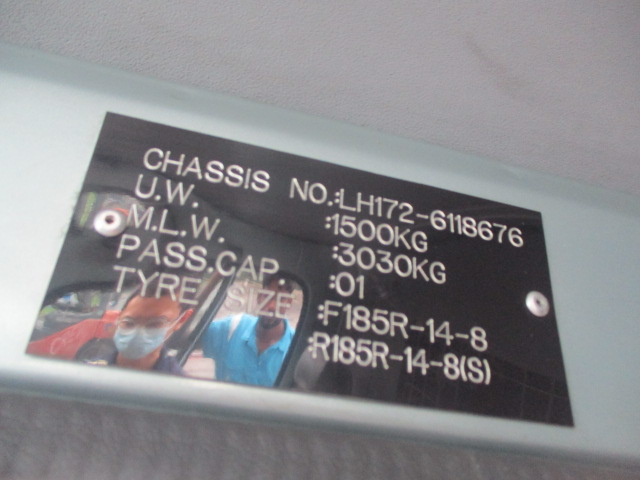 CHASSIS NO.:LH172-6118676
U.W. :1500KG
M.L.W. :3030KG
PASS.CAP. :01
TYRE SIZE :F185R-14-8
:R185R-14-8(S)